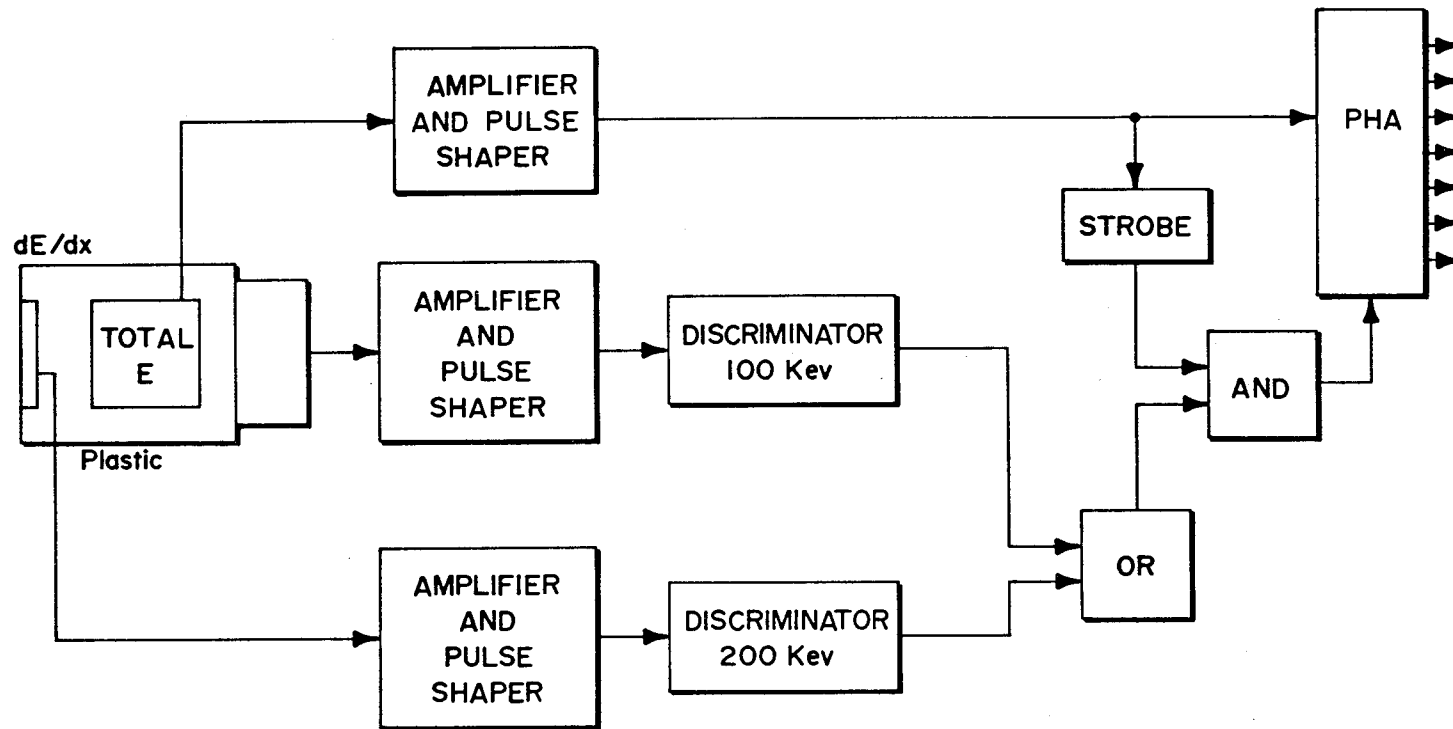 AMPLIFIER
AND PULSE
SHAPER
PHA
STROBE
dE/dx
TOTAL
E
Plastic
AMPLIFIER
AND
PULSE
SHAPER
DISCRIMINATOR
100 Kev
AND
OR
AMPLIFIER
AND
PULSE
SHAPER
DISCRIMINATOR
200 Kev